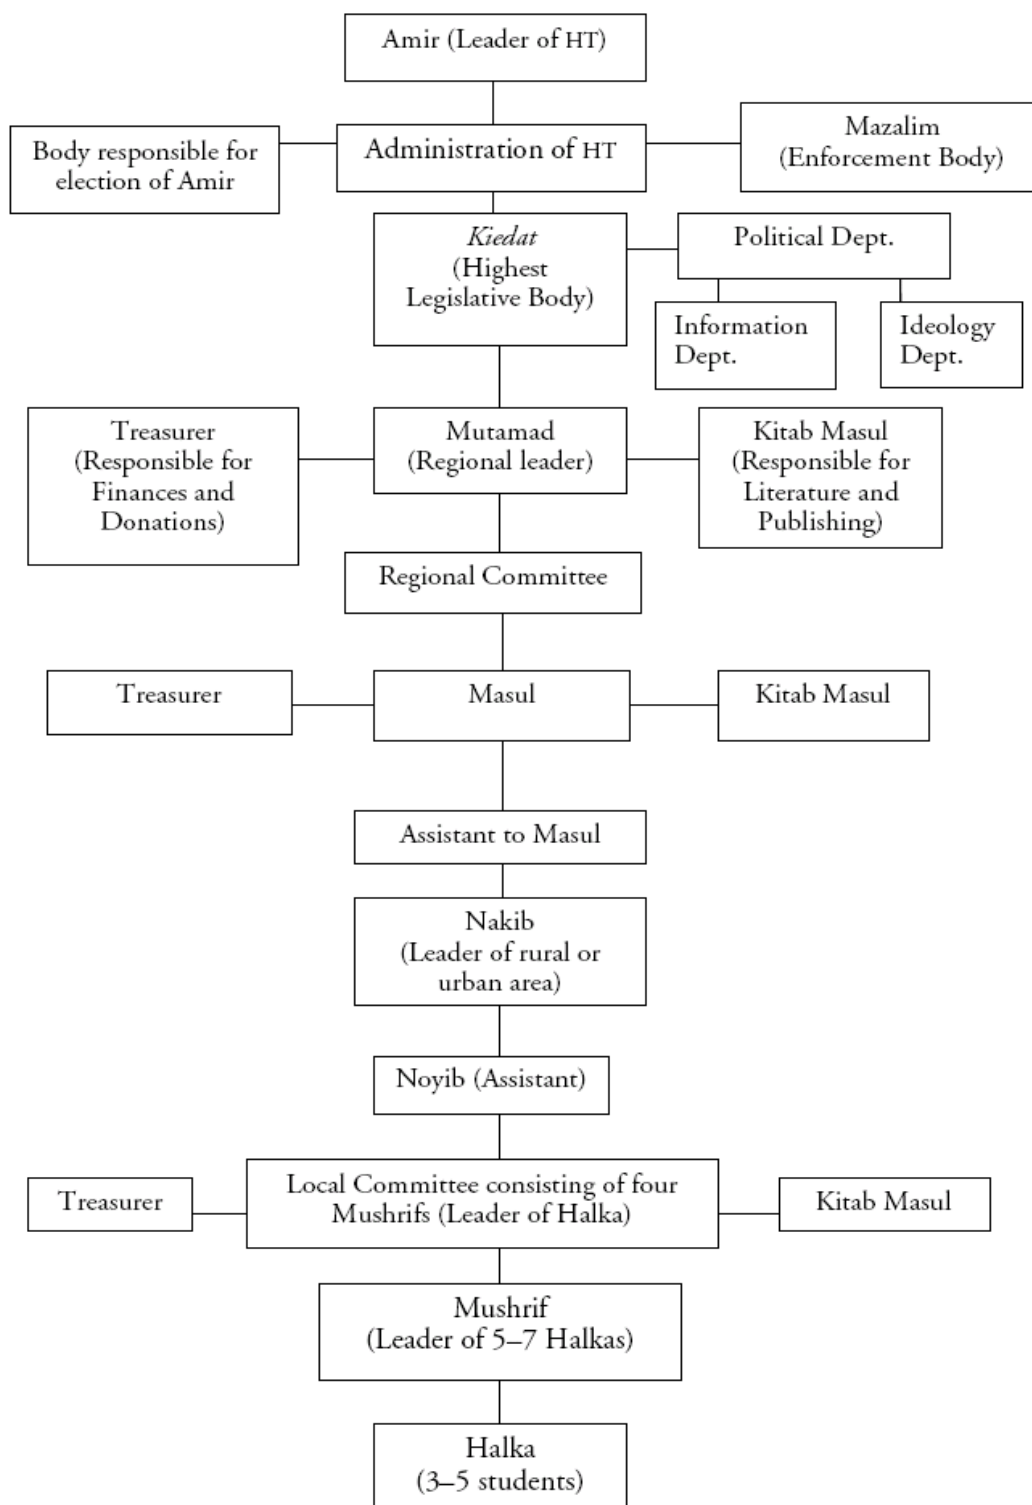 Amir (Leader of HT)
Body responsible for
election of Amir
Administration of HT
Mazalim
(Enforcement Body)
Kiedat
(Highest
Legislative Body)
Political Dept.
Information
Dept.
Ideology
Dept.
Treasurer
(Responsible for
Finances and
Donations)
Mutamad
(Regional leader)
Kitab Masul
(Responsible for
Literature and
Publishing)
Regional Committee
Treasurer
Masul
Kitab Masul
Assistant to Masul
Nakib
(Leader of rural or
urban area)
Noyib (Assistant)
Treasurer
Local Committee consisting of four
Mushrifs (Leader of Halka)
Kitab Masul
Mushrif
(Leader of 5–7 Halkas)
Halka
(3–5 students)